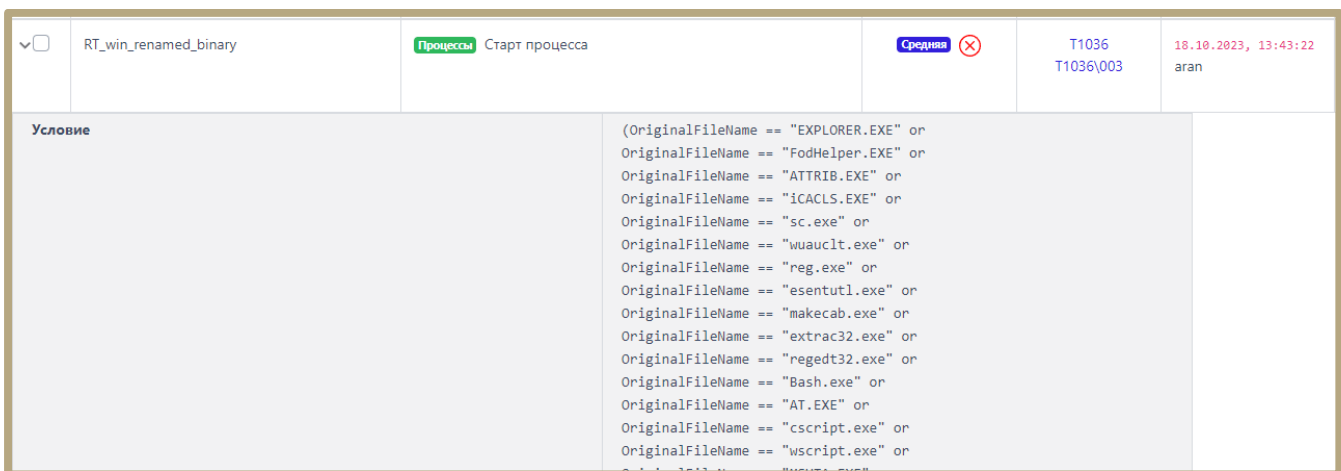 RT_win_renamed_binary
Процессы Старт процесса
Средняя
T1036
T1036\003
18.10.2023, 13:43:22
aran
Условие
(OriginalFileName == "EXPLORER.EXE" or
OriginalFileName == "FodHelper.EXE" or
OriginalFileName == "ATTRIB.EXE" or
OriginalFileName == "iCACLS.EXE" or
OriginalFileName == "sc.exe" or
OriginalFileName == "wuauclt.exe" or
OriginalFileName == "reg.exe" or
OriginalFileName == "esentutl.exe" or
OriginalFileName == "makecab.exe" or
OriginalFileName == "extrac32.exe" or
OriginalFileName == "regedt32.exe" or
OriginalFileName == "Bash.exe" or
OriginalFileName == "AT.EXE" or
OriginalFileName == "cscript.exe" or
OriginalFileName == "wscript.exe" or